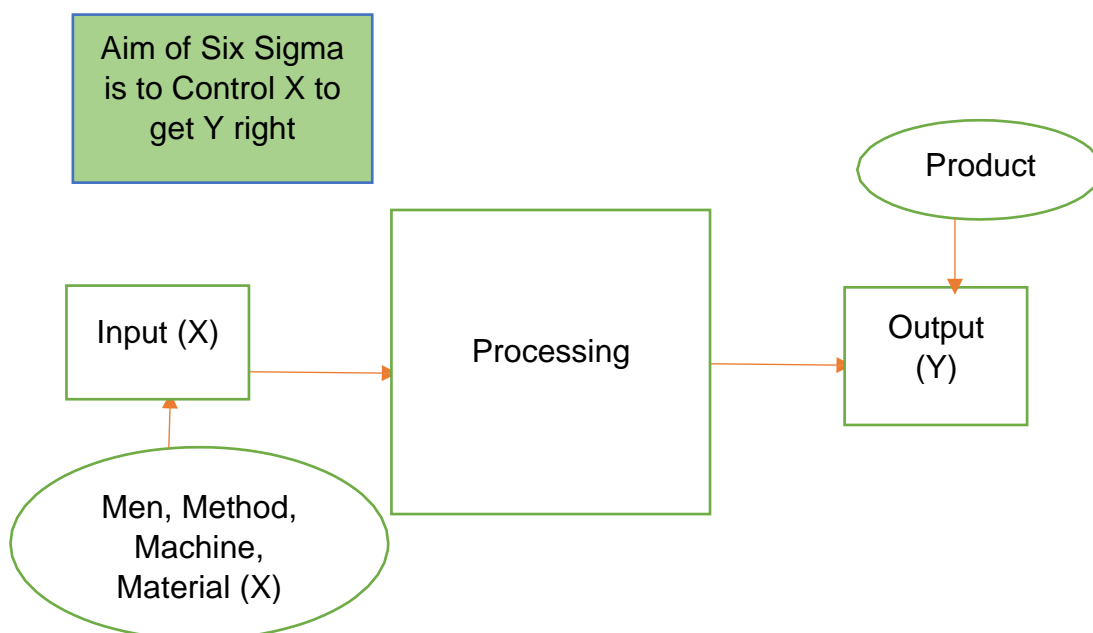 Aim of Six Sigma
is to Control X to
get Y right
Product
Input (X)
Processing
Output
(Y)
Men, Method,
Machine,
Material (X)